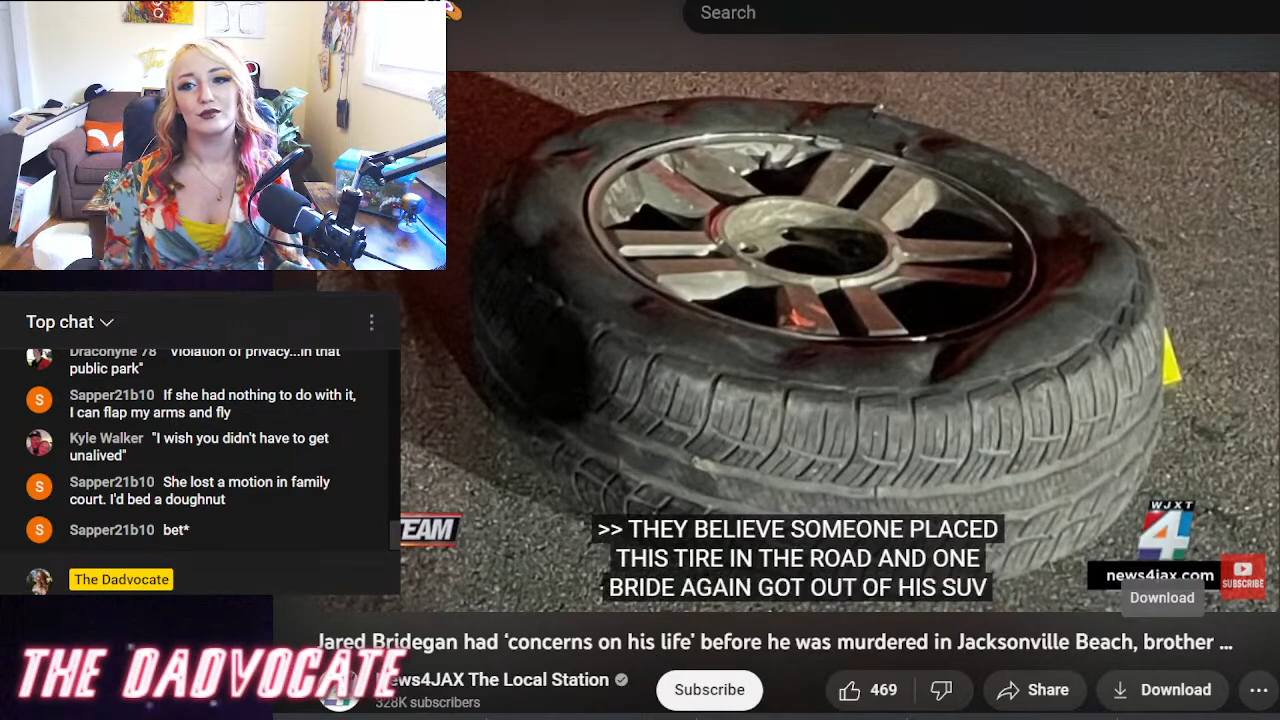 Search
Top chat
Draconyne 78 "Violation of privacy...in that
public park"
S
Sapper21b10 If she had nothing to do with it,
I can flap my arms and fly
Kyle Walker "I wish you didn't have to get
unalived"
S
Sapper21b10 She lost a motion in family
court. I'd bed a doughnut
S
Sapper21b10 bet*
The Dadvocate
TEAM
>> THEY BELIEVE SOMEONE PLACED
THIS TIRE IN THE ROAD AND ONE
BRIDE AGAIN GOT OUT OF HIS SUV
WJXT
4
news4jax.com
SUBSCRIBE
Download
Jared Bridegan had 'concerns on his life' before he was murdered in Jacksonville Beach, brother ...
THE DADVOCATE
News4JAX The Local Station
328K subscribers
Subscribe
469
Share
Download